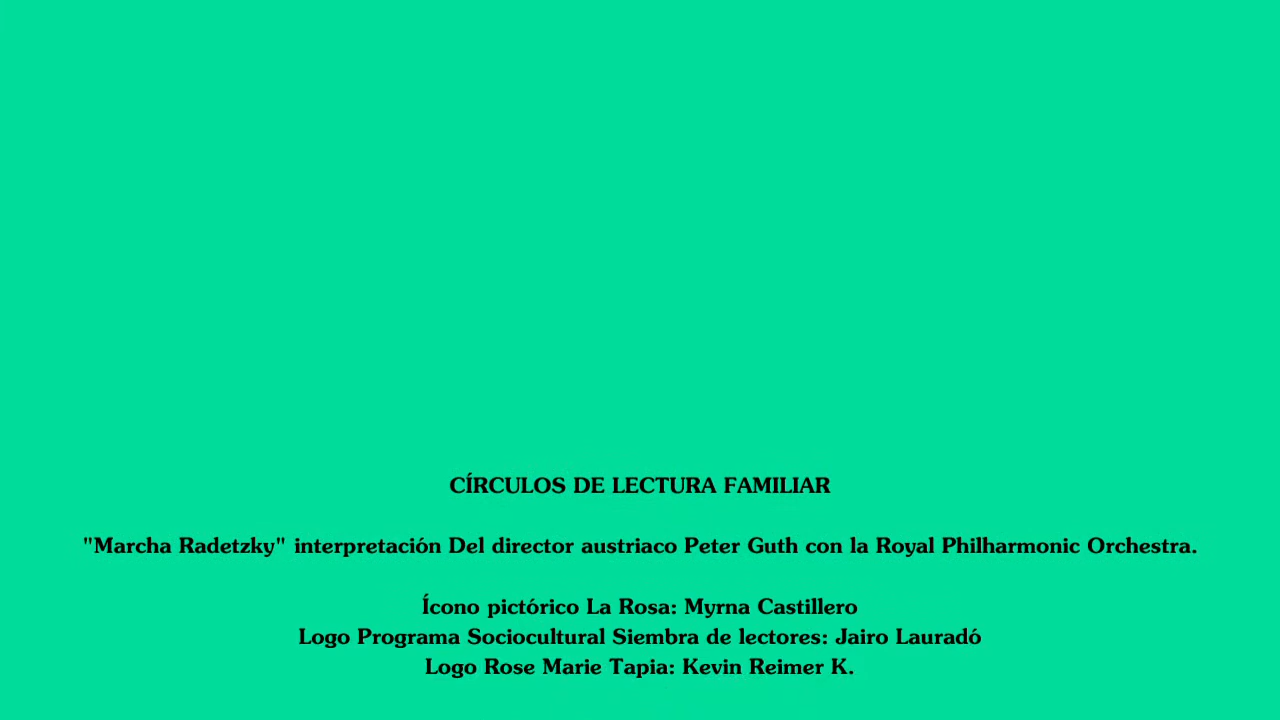 CÍRCULOS DE LECTURA FAMILIAR
"Marcha Radetzky" interpretación Del director austriaco Peter Guth con la Royal Philharmonic Orchestra.
Ícono pictórico La Rosa: Myrna Castillero
Logo Programa Sociocultural Siembra de lectores: Jairo Lauradó
Logo Rose Marie Tapia: Kevin Reimer K.